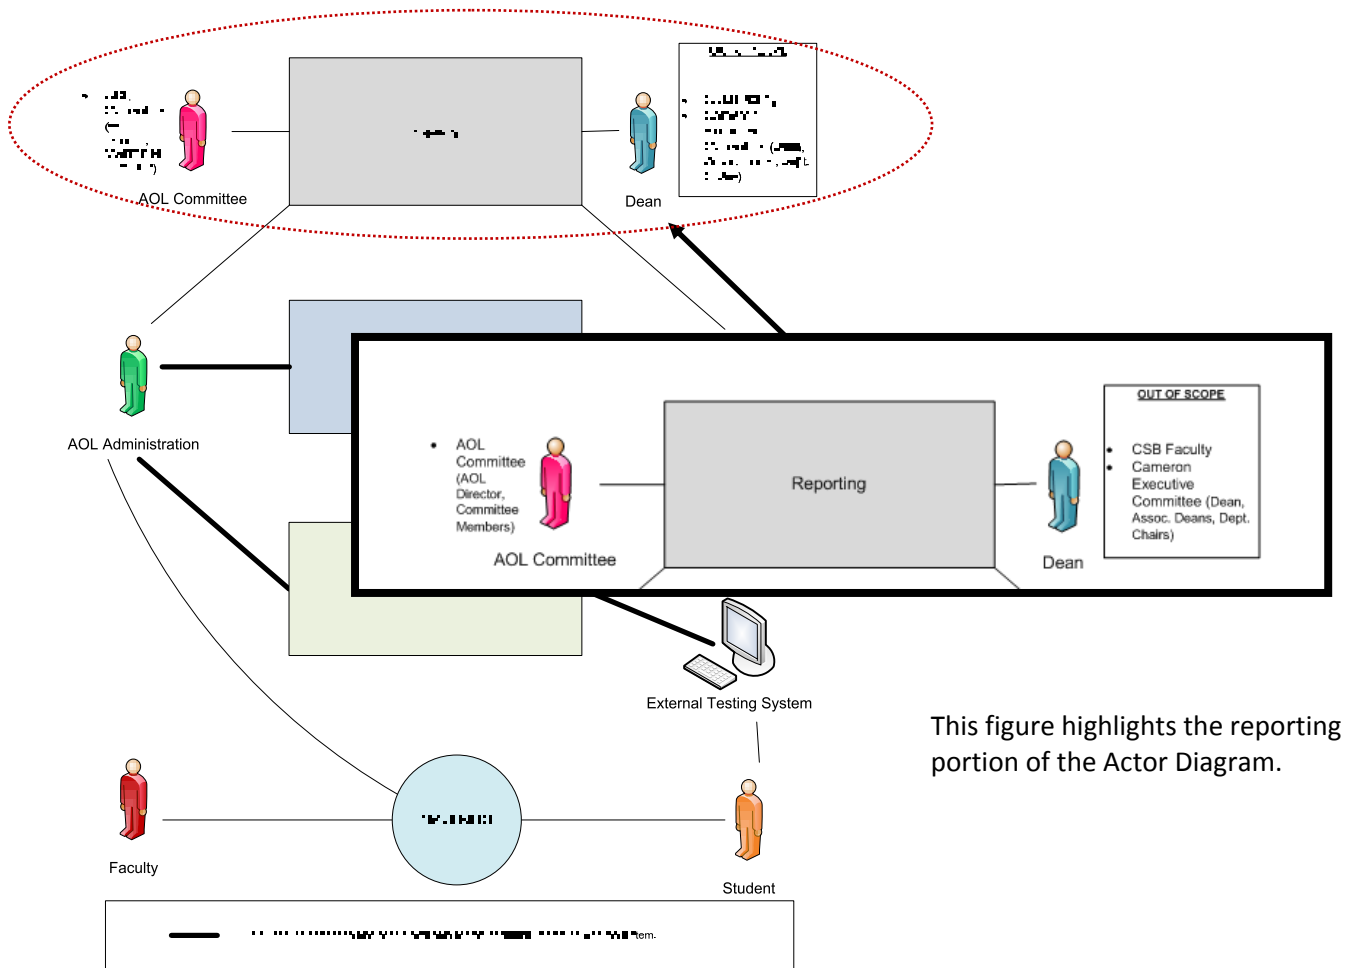 AOL Committee
Dean
AOL Administration
• AOL
Committee
(AOL
Director,
Committee
Members)
AOL Committee
Reporting
Dean
OUT OF SCOPE
• CSB Faculty
• Cameron
Executive
Committee (Dean,
Assoc. Deans, Dept.
Chairs)
External Testing System
This figure highlights the reporting
portion of the Actor Diagram.
Faculty
Student